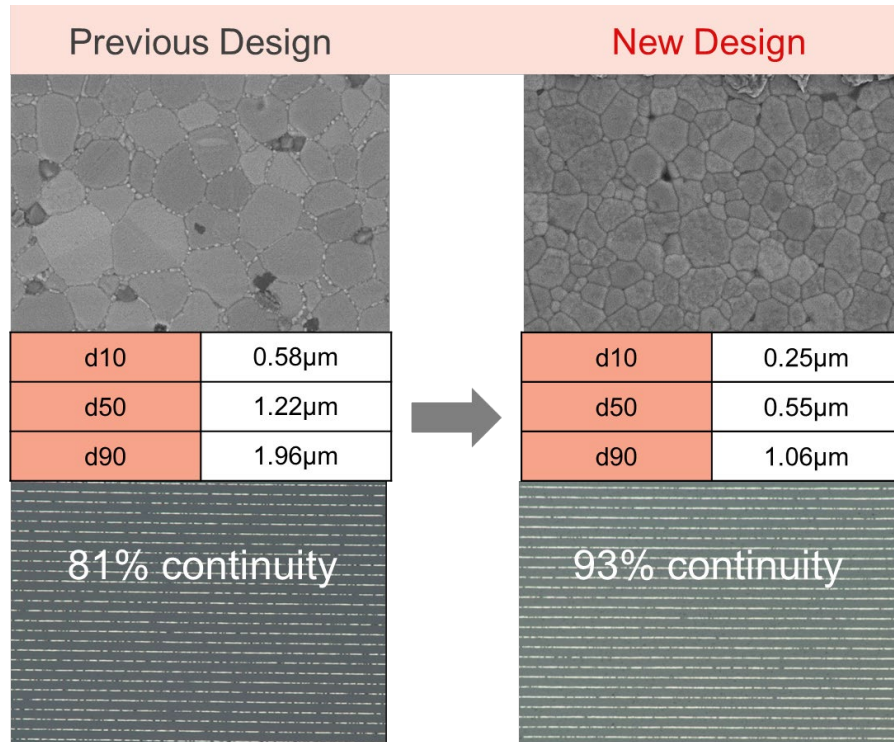 Previous Design
New Design
d10 0.58µm
d50 1.22µm
d90 1.96µm
d10 0.25µm
d50 0.55µm
d90 1.06µm
81% continuity
93% continuity